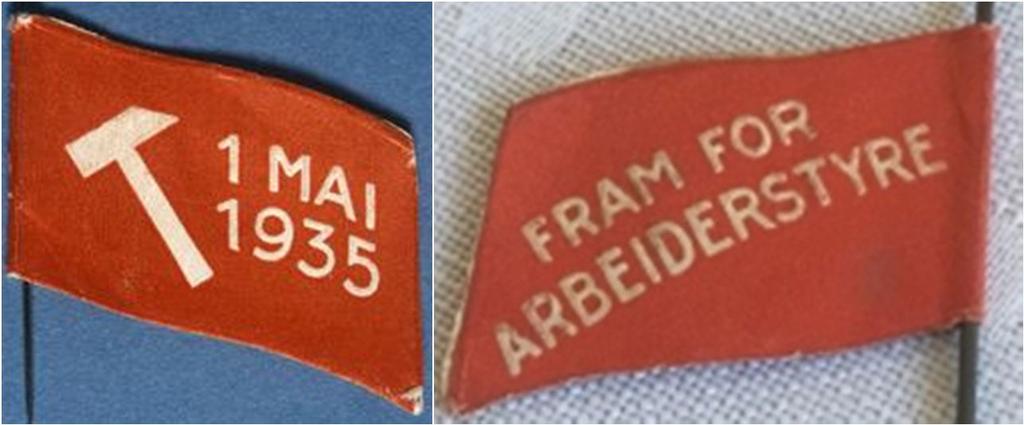 1 MAI
1935
FRAM FOR
ARBEIDERSTYRE